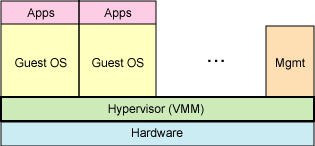 Apps Apps
Guest OS Guest OS ... Mgmt
Hypervisor (VMM)
Hardware